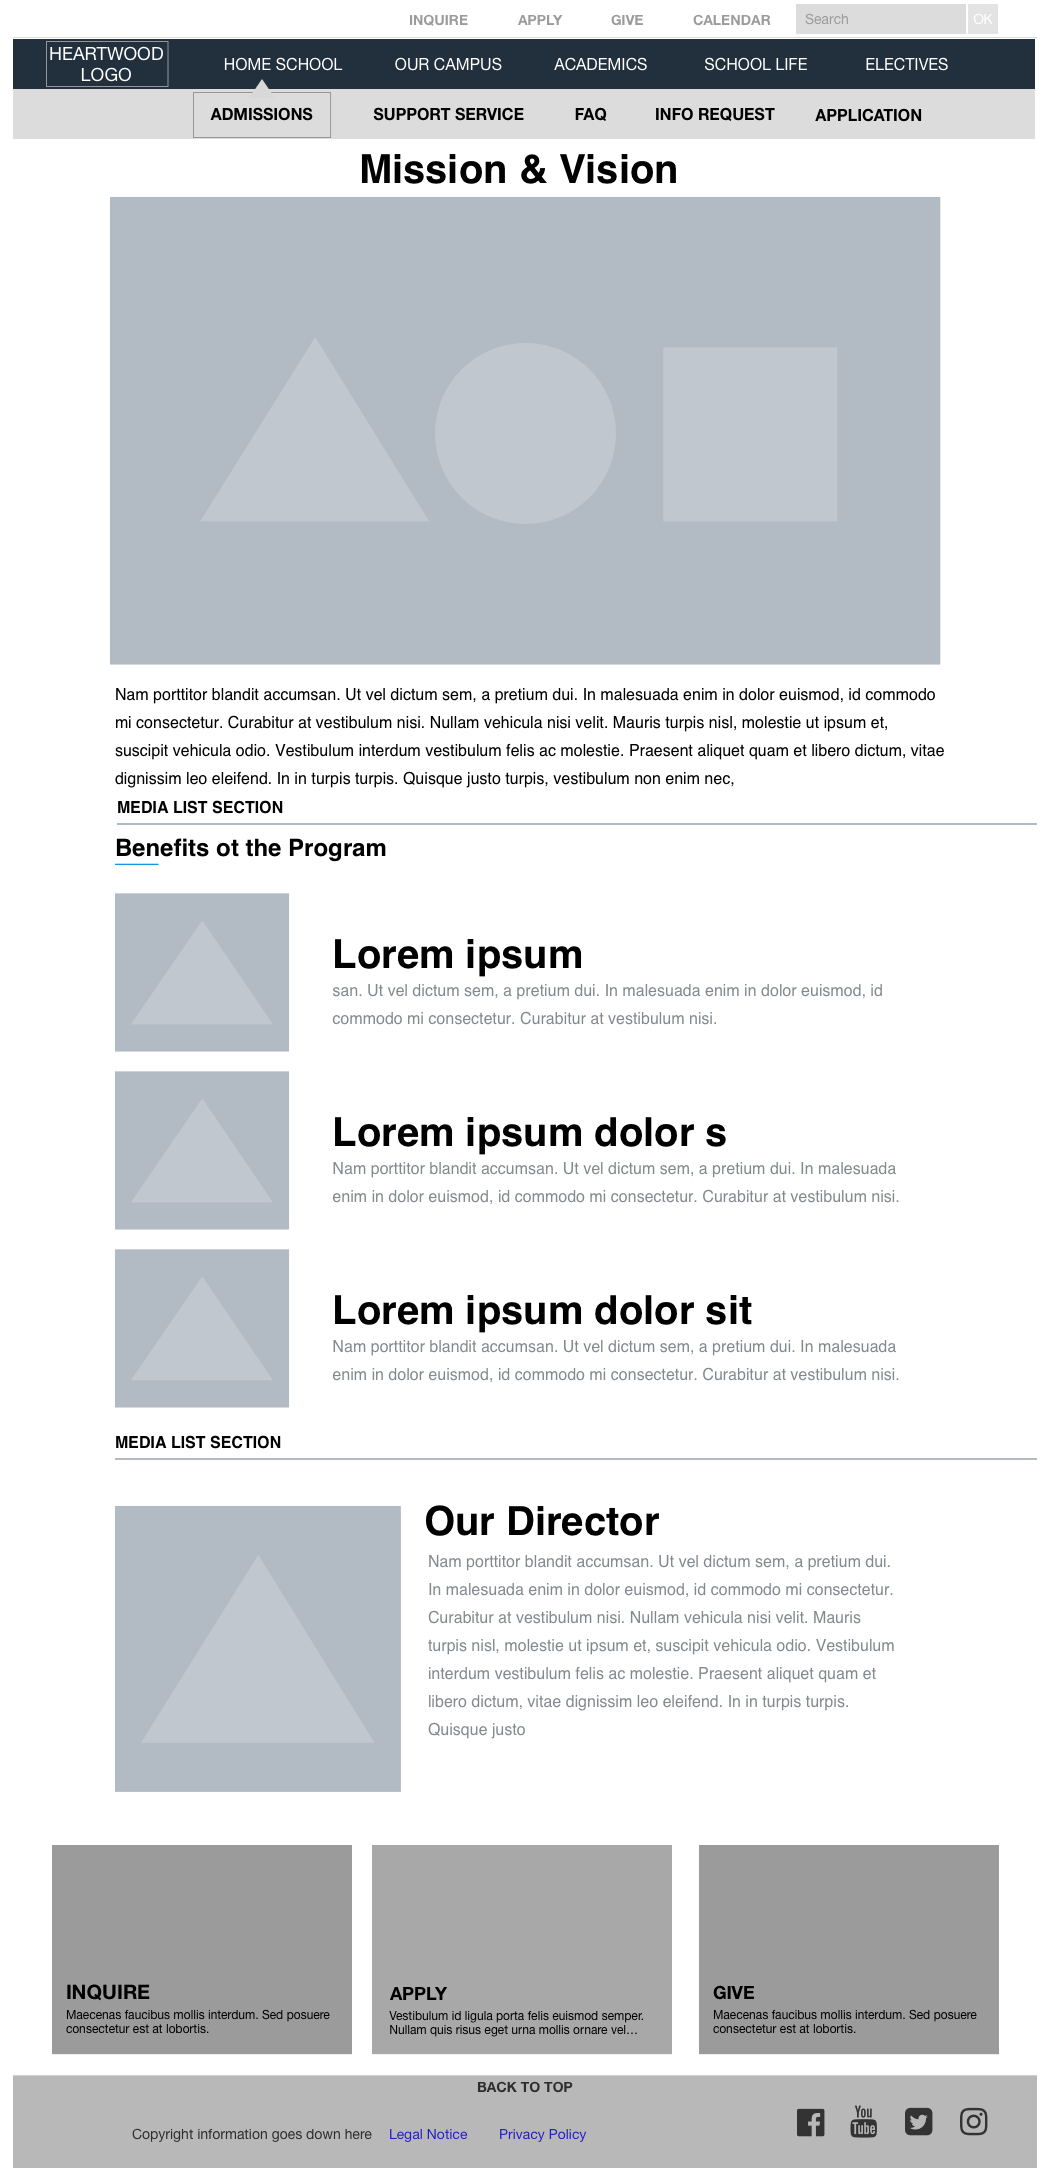 INQUIRE APPLY GIVE CALENDAR Search OK
HEARTWOOD
LOGO
HOME SCHOOL OUR CAMPUS ACADEMICS SCHOOL LIFE ELECTIVES
ADMISSIONS SUPPORT SERVICE FAQ INFO REQUEST APPLICATION
Mission & Vision
Nam porttitor blandit accumsan. Ut vel dictum sem, a pretium dui. In malesuada enim in dolor euismod, id commodo
mi consectetur. Curabitur at vestibulum nisi. Nullam vehicula nisi velit. Mauris turpis nisl, molestie ut ipsum et,
suscipit vehicula odio. Vestibulum interdum vestibulum felis ac molestie. Praesent aliquet quam et libero dictum, vitae
dignissim leo eleifend. In in turpis turpis. Quisque justo turpis, vestibulum non enim nec,
MEDIA LIST SECTION
Benefits ot the Program
Lorem ipsum
san. Ut vel dictum sem, a pretium dui. In malesuada enim in dolor euismod, id
commodo mi consectetur. Curabitur at vestibulum nisi.
Lorem ipsum dolor s
Nam porttitor blandit accumsan. Ut vel dictum sem, a pretium dui. In malesuada
enim in dolor euismod, id commodo mi consectetur. Curabitur at vestibulum nisi.
Lorem ipsum dolor sit
Nam porttitor blandit accumsan. Ut vel dictum sem, a pretium dui. In malesuada
enim in dolor euismod, id commodo mi consectetur. Curabitur at vestibulum nisi.
MEDIA LIST SECTION
Our Director
Nam porttitor blandit accumsan. Ut vel dictum sem, a pretium dui.
In malesuada enim in dolor euismod, id commodo mi consectetur.
Curabitur at vestibulum nisi. Nullam vehicula nisi velit. Mauris
turpis nisl, molestie ut ipsum et, suscipit vehicula odio. Vestibulum
interdum vestibulum felis ac molestie. Praesent aliquet quam et
libero dictum, vitae dignissim leo eleifend. In in turpis turpis.
Quisque justo
INQUIRE
Maecenas faucibus mollis interdum. Sed posuere
consectetur est at lobortis.
APPLY
Vestibulum id ligula porta felis euismod semper.
Nullam quis risus eget urna mollis ornare vel...
GIVE
Maecenas faucibus mollis interdum. Sed posuere
consectetur est at lobortis.
BACK TO TOP
Copyright information goes down here Legal Notice Privacy Policy
You
Tube